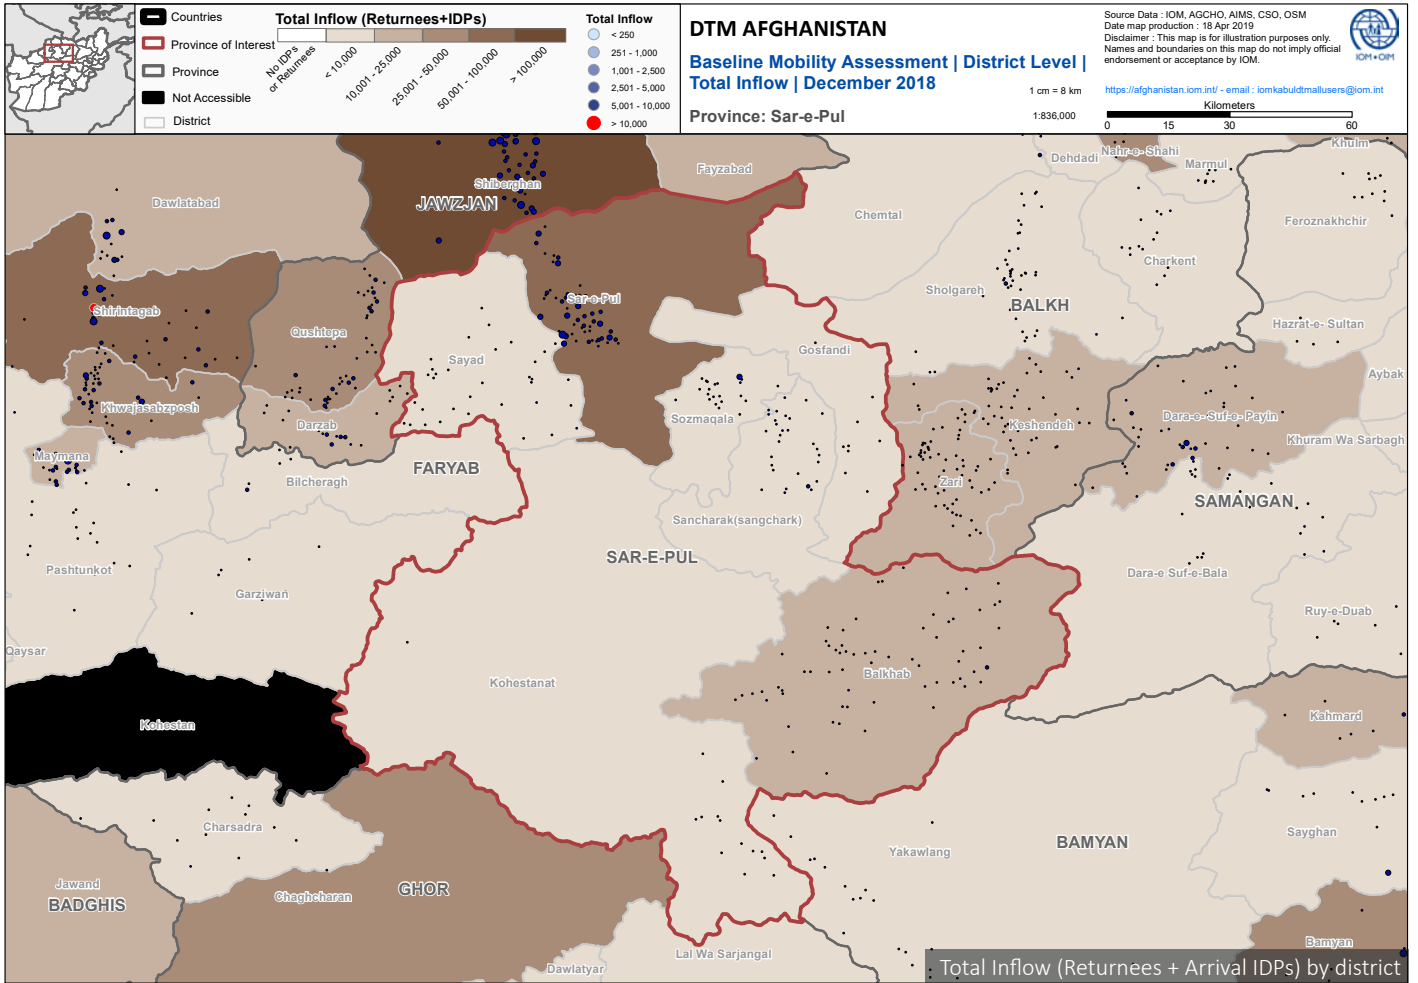 Countries
Province of Interest
Province
Not Accessible
District
Total Inflow (Returnees+IDPs)
No IDPs
or Returnees
< 10,000
10,001 - 25,000
25,001 - 50,000
50,001 - 100,000
> 100,000
Total Inflow
< 250
251 - 1,000
1,001 - 2,500
2,501 - 5,000
5,001 - 10,000
> 10,000
DTM AFGHANISTAN
Baseline Mobility Assessment | District Level |
Total Inflow | December 2018
Province: Sar-e-Pul
1 cm = 8 km
1:836,000
Source Data : IOM, AGCHO, AIMS, CSO, OSM
Date map production : 18 Apr 2019
Disclaimer : This map is for illustration purposes only.
Names and boundaries on this map do not imply official
endorsement or acceptance by IOM.
IOM•OIM
https://afghanistan.iom.int/ - email : iomkabuldtmallusers@iom.int
Kilometers
0 15 30 60
Dehdadi
Nahr-e- Shahi
Khulm
Marmul
Fayzabad
Shiberghan
JAWZJAN
Dawlatabad
Chemtal
Feroznakhchir
Charkent
Sholgareh
BALKH
Sar-e-Pul
Shirintagab
Qushtepa
Hazrat-e- Sultan
Gosfandi
Sayad
Aybak
Khwajasabzposh
Darzab
Sozmaqala
Keshendeh
Dara-e- Suf-e- Payin
Khuram Wa Sarbagh
Maymana
FARYAB
Bilcheragh
Zari
SAMANGAN
Sancharak(sangchark)
SAR-E-PUL
Pashtunkot
Dara-e Suf-e-Bala
Garziwan
Ruy-e-Duab
Qaysar
Balkhab
Kohestanat
Kohestan
Kahmard
Charsadra
Sayghan
BAMYAN
Yakawlang
Jawand
BADGHIS
Chaghcharan
GHOR
Bamyan
Lal Wa Sarjangal
Dawlatyar
Total Inflow (Returnees + Arrival IDPs) by district